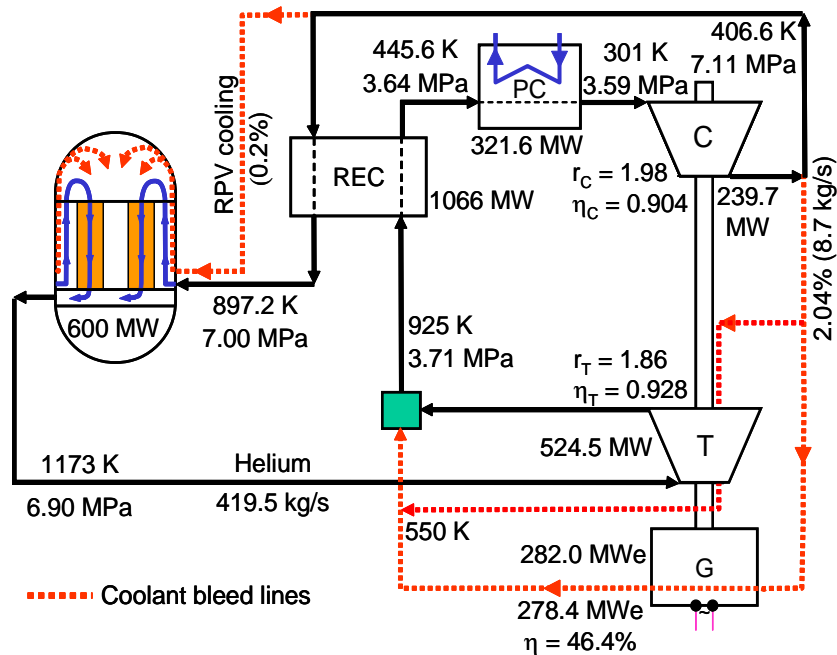 406.6 K
7.11 MPa
445.6 K
3.64 MPa
PC
301 K
3.59 MPa
321.6 MW
C
RPV cooling
(0.2%)
REC
1066 MW
r_C = 1.98
η_C = 0.904
239.7
MW
2.04% (8.7 kg/s)
600 MW
897.2 K
7.00 MPa
925 K
3.71 MPa
r_T = 1.86
η_T = 0.928
524.5 MW
T
1173 K
6.90 MPa
Helium
419.5 kg/s
550 K
282.0 MWe
G
278.4 MWe
η = 46.4%
~
Coolant bleed lines